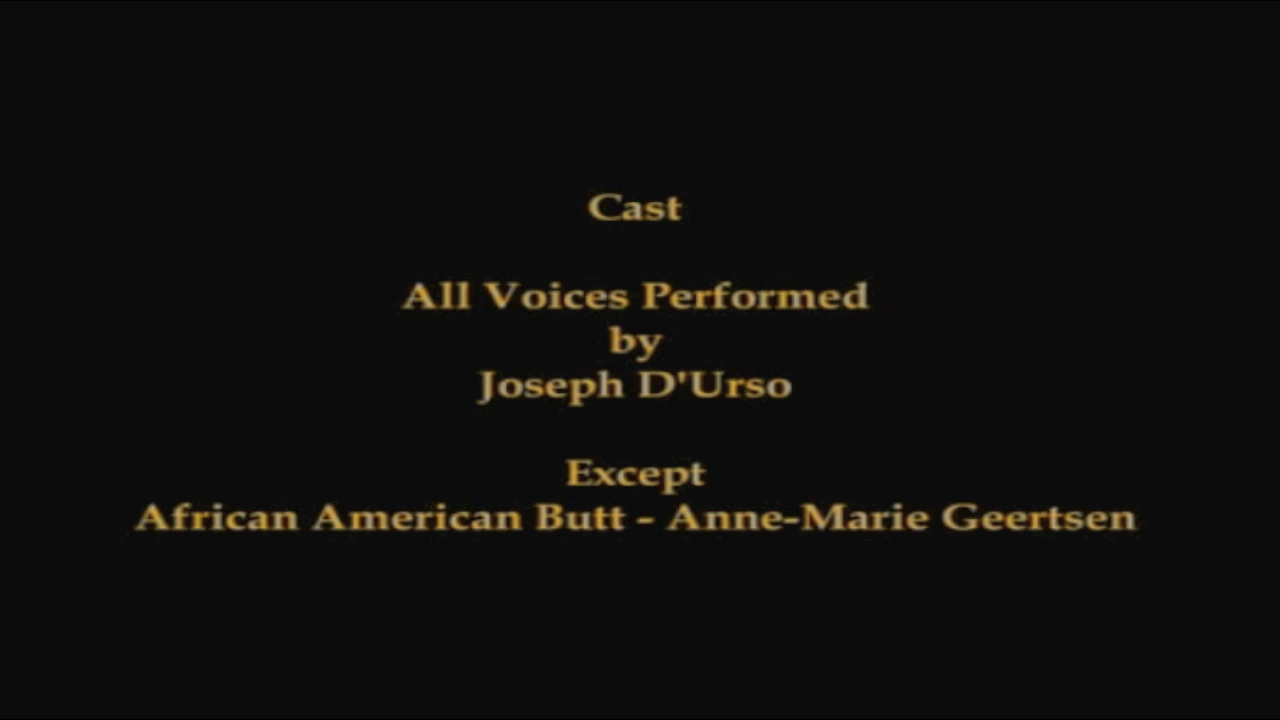 Cast
All Voices Performed
by
Joseph D'Urso
Except
African American Butt - Anne-Marie Geertsen